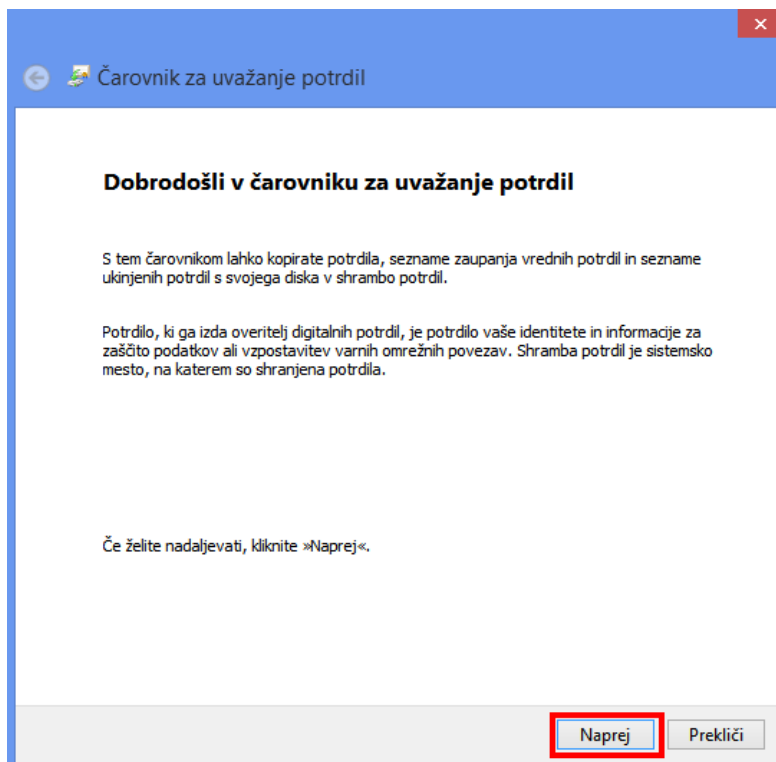 Čarovnik za uvažanje potrdil
Dobrodošli v čarovniku za uvažanje potrdil
S tem čarovnikom lahko kopirate potrdila, sezname zaupanja vrednih potrdil in sezname
ukinjenih potrdil s svojega diska v shrambo potrdil.
Potrdilo, ki ga izda overitelj digitalnih potrdil, je potrdilo vaše identitete in informacije za
zaščito podatkov ali vzpostavitev varnih omrežnih povezav. Shramba potrdil je sistemsko
mesto, na katerem so shranjena potrdila.
Če želite nadaljevati, kliknite »Naprej«.
Naprej Prekliči